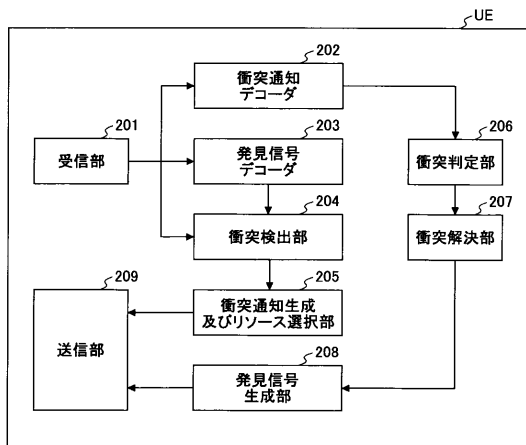 UE
202
衝突通知
デコーダ
201
受信部
203
発見信号
デコーダ
206
衝突判定部
204
衝突検出部
207
衝突解決部
209
送信部
205
衝突通知生成
及びリソース選択部
208
発見信号
生成部